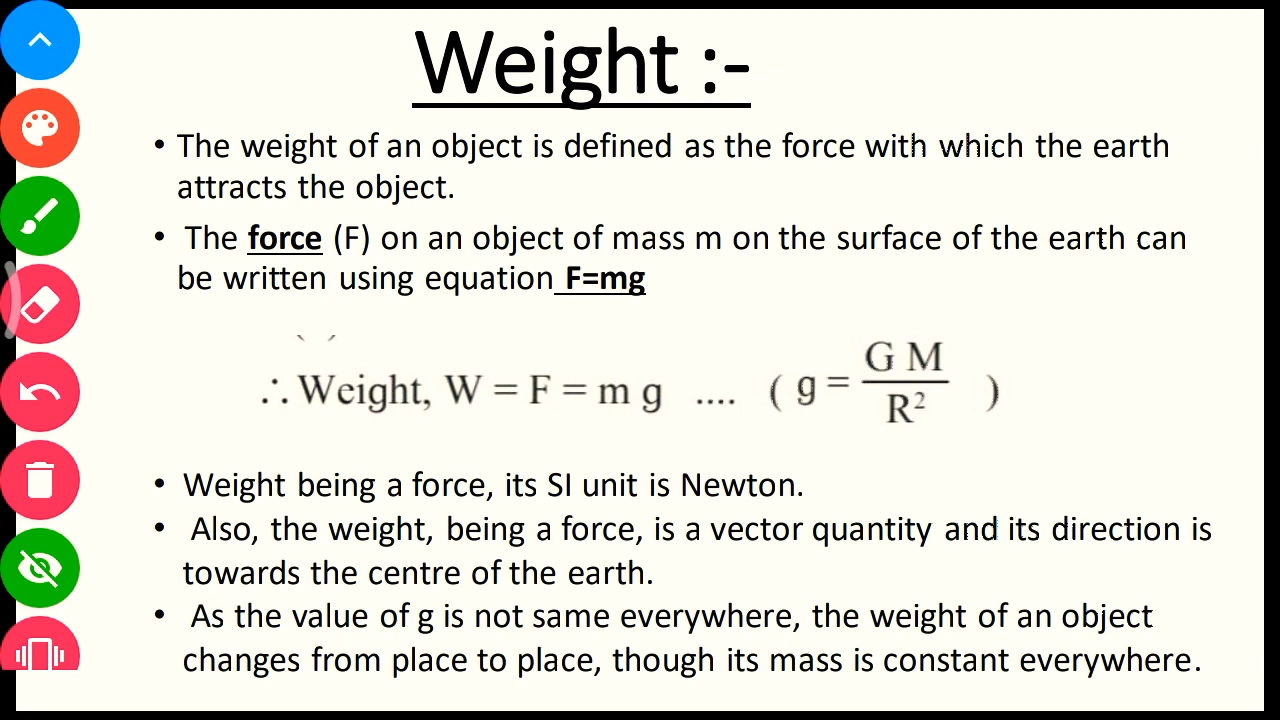 Weight :-
• The weight of an object is defined as the force with which the earth
attracts the object.
• The force (F) on an object of mass m on the surface of the earth can
be written using equation F=mg
∴ Weight, W = F = m g .... ( g = G M / R² )
• Weight being a force, its SI unit is Newton.
• Also, the weight, being a force, is a vector quantity and its direction is
towards the centre of the earth.
• As the value of g is not same everywhere, the weight of an object
changes from place to place, though its mass is constant everywhere.